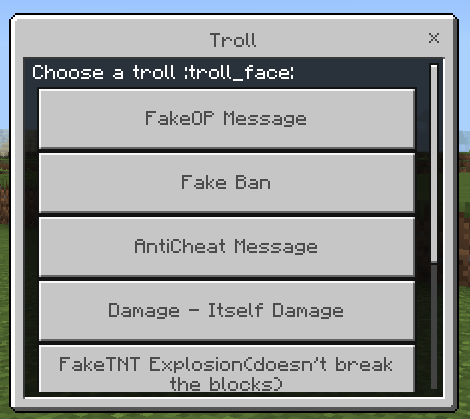 Troll
×
Choose a troll :troll_face:
FakeOP Message
Fake Ban
AntiCheat Message
Damage - Itself Damage
FakeTNT Explosion(doesn't break
the blocks)